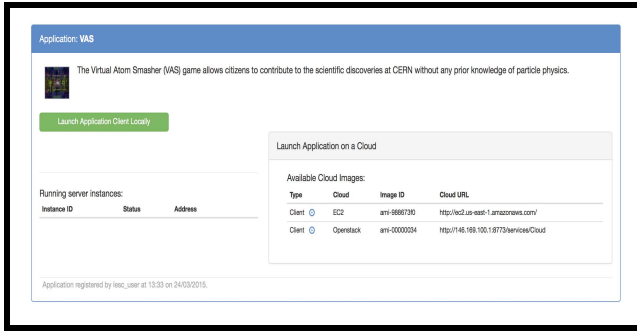 Application: VAS
The Virtual Atom Smasher (VAS) game allows citizens to contribute to the scientific discoveries at CERN without any prior knowledge of particle physics.
Launch Application Client Locally
Launch Application on a Cloud
Available Cloud Images:
Type Cloud Image ID Cloud URL
Client EC2 ami-988673f0 http://ec2.us-east-1.amazonaws.com/
Client Openstack ami-00000034 http://146.169.100.1:8773/services/Cloud
Running server instances:
Instance ID Status Address
Application registered by iesc_user at 13:33 on 24/03/2015.